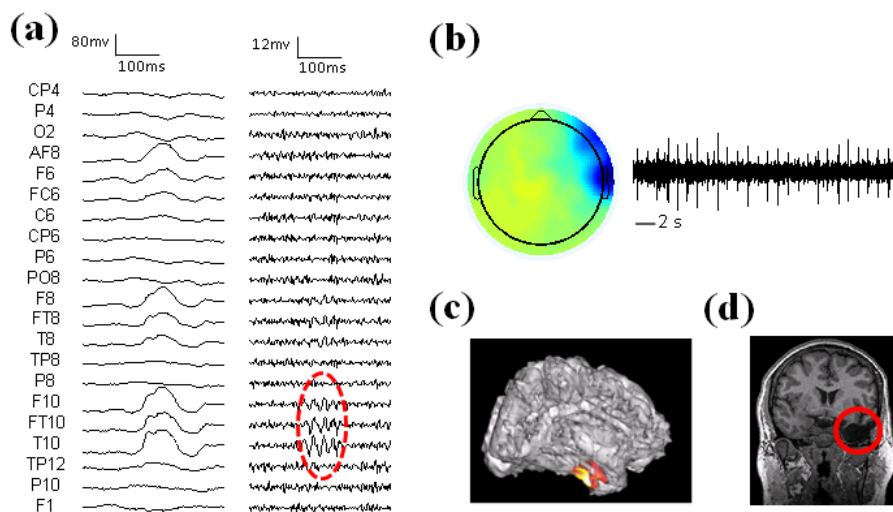 (a)
80mv
100ms
12mv
100ms
CP4
P4
O2
AF8
F6
FC6
C6
CP6
P6
PO8
F8
FT8
T8
TP8
P8
F10
FT10
T10
TP12
P10
F1
(b)
2 s
(c)
(d)